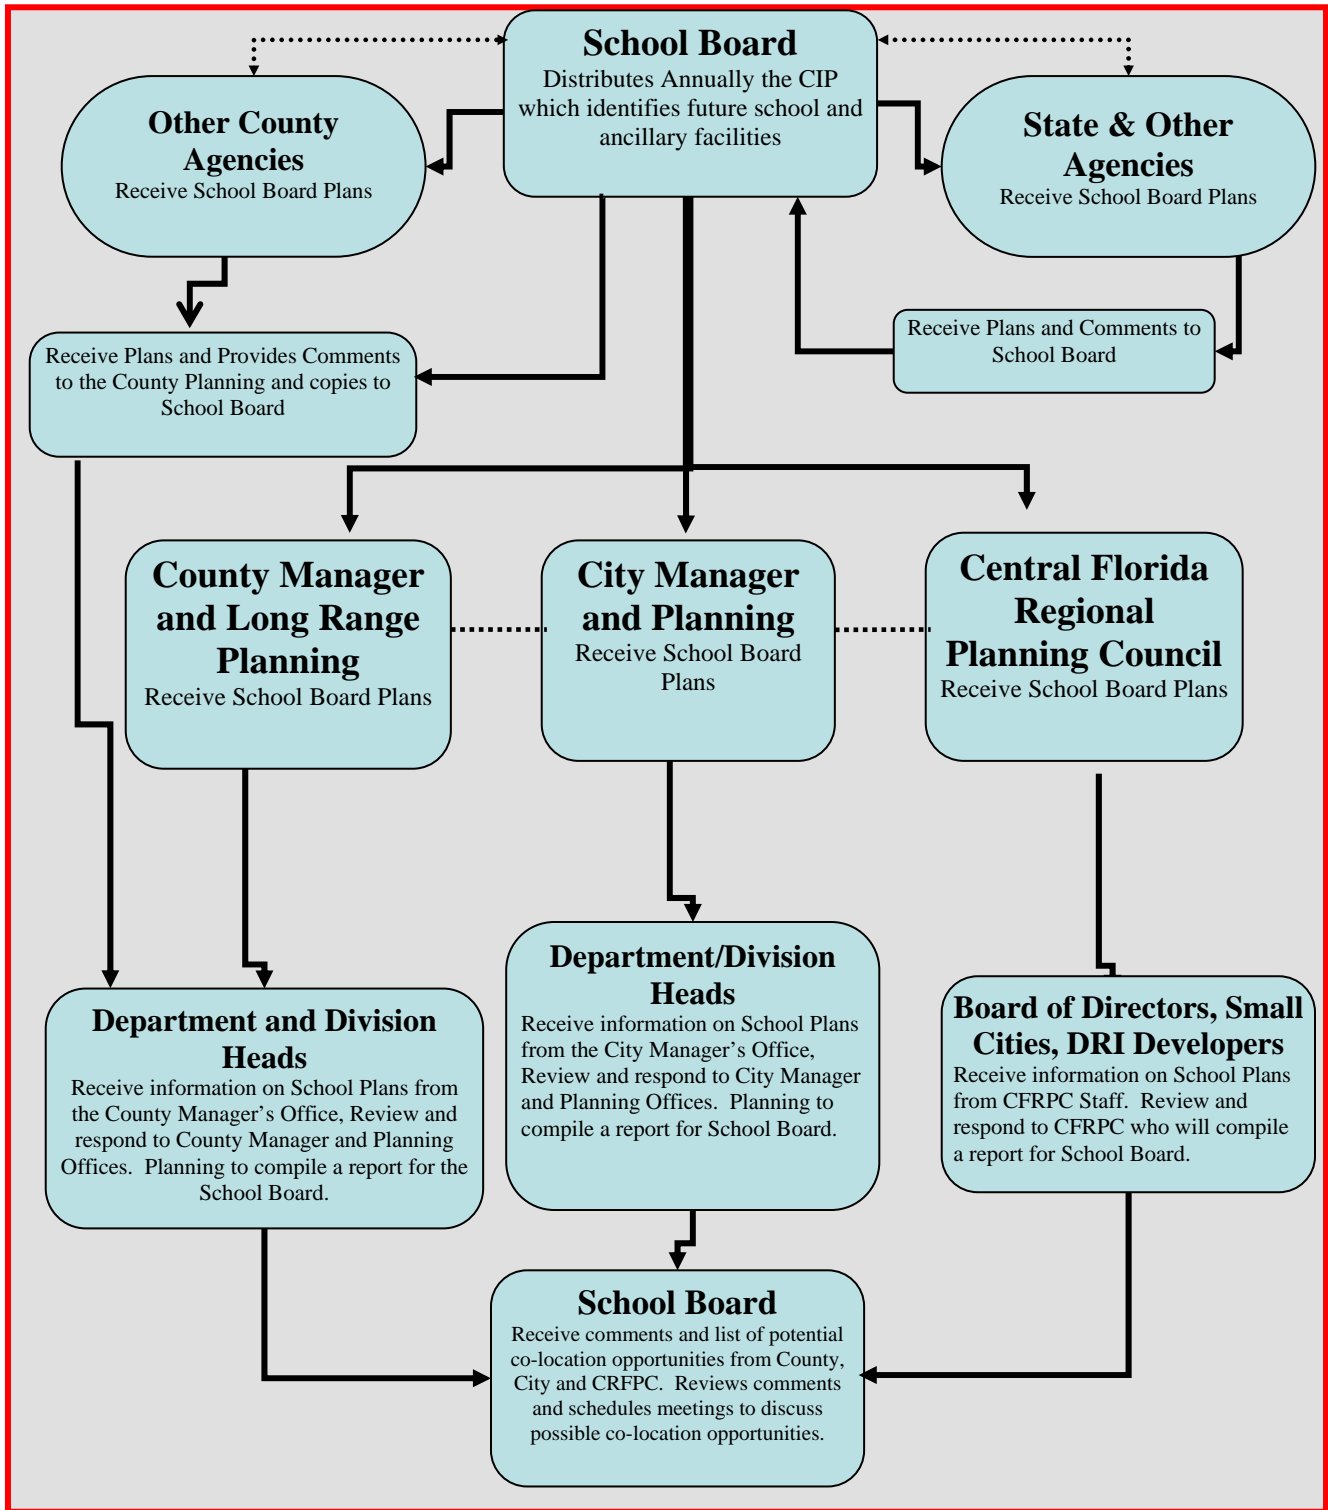 School Board
Distributes Annually the CIP
which identifies future school and
ancillary facilities
Other County
Agencies
Receive School Board Plans
State & Other
Agencies
Receive School Board Plans
Receive Plans and Provides Comments
to the County Planning and copies to
School Board
Receive Plans and Comments to
School Board
County Manager
and Long Range
Planning
Receive School Board Plans
City Manager
and Planning
Receive School Board
Plans
Central Florida
Regional
Planning Council
Receive School Board Plans
Department and Division
Heads
Receive information on School Plans from
the County Manager’s Office, Review and
respond to County Manager and Planning
Offices.  Planning to compile a report for the
School Board.
Department/Division
Heads
Receive information on School Plans
from the City Manager’s Office,
Review and respond to City Manager
and Planning Offices.  Planning to
compile a report for School Board.
Board of Directors, Small
Cities, DRI Developers
Receive information on School Plans
from CFRPC Staff.  Review and
respond to CFRPC who will compile
a report for School Board.
School Board
Receive comments and list of potential
co-location opportunities from County,
City and CRFPC.  Reviews comments
and schedules meetings to discuss
possible co-location opportunities.